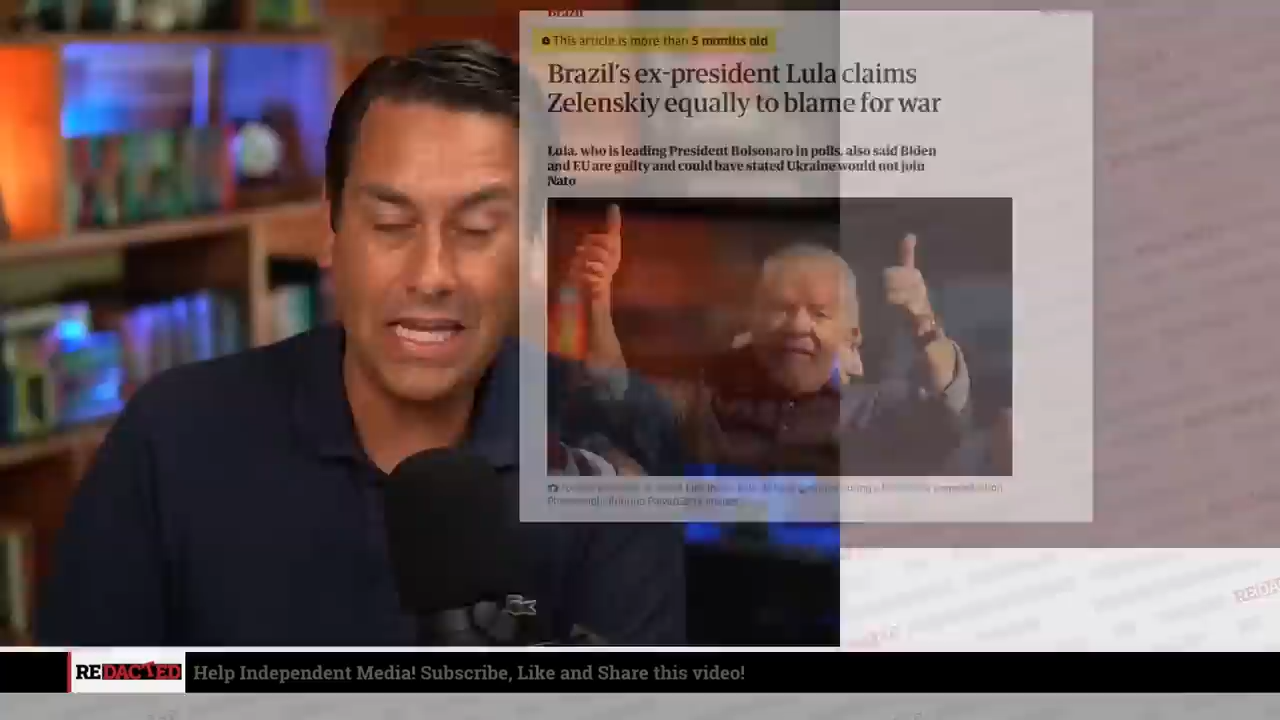 Brazil
This article is more than 5 months old
Brazil's ex-president Lula claims
Zelenskiy equally to blame for war
Lula, who is leading President Bolsonaro in polls, also said Biden
and EU are guilty and could have stated Ukraine would not join
Nato
REDACTED
REDACTED Help Independent Media! Subscribe, Like and Share this video!